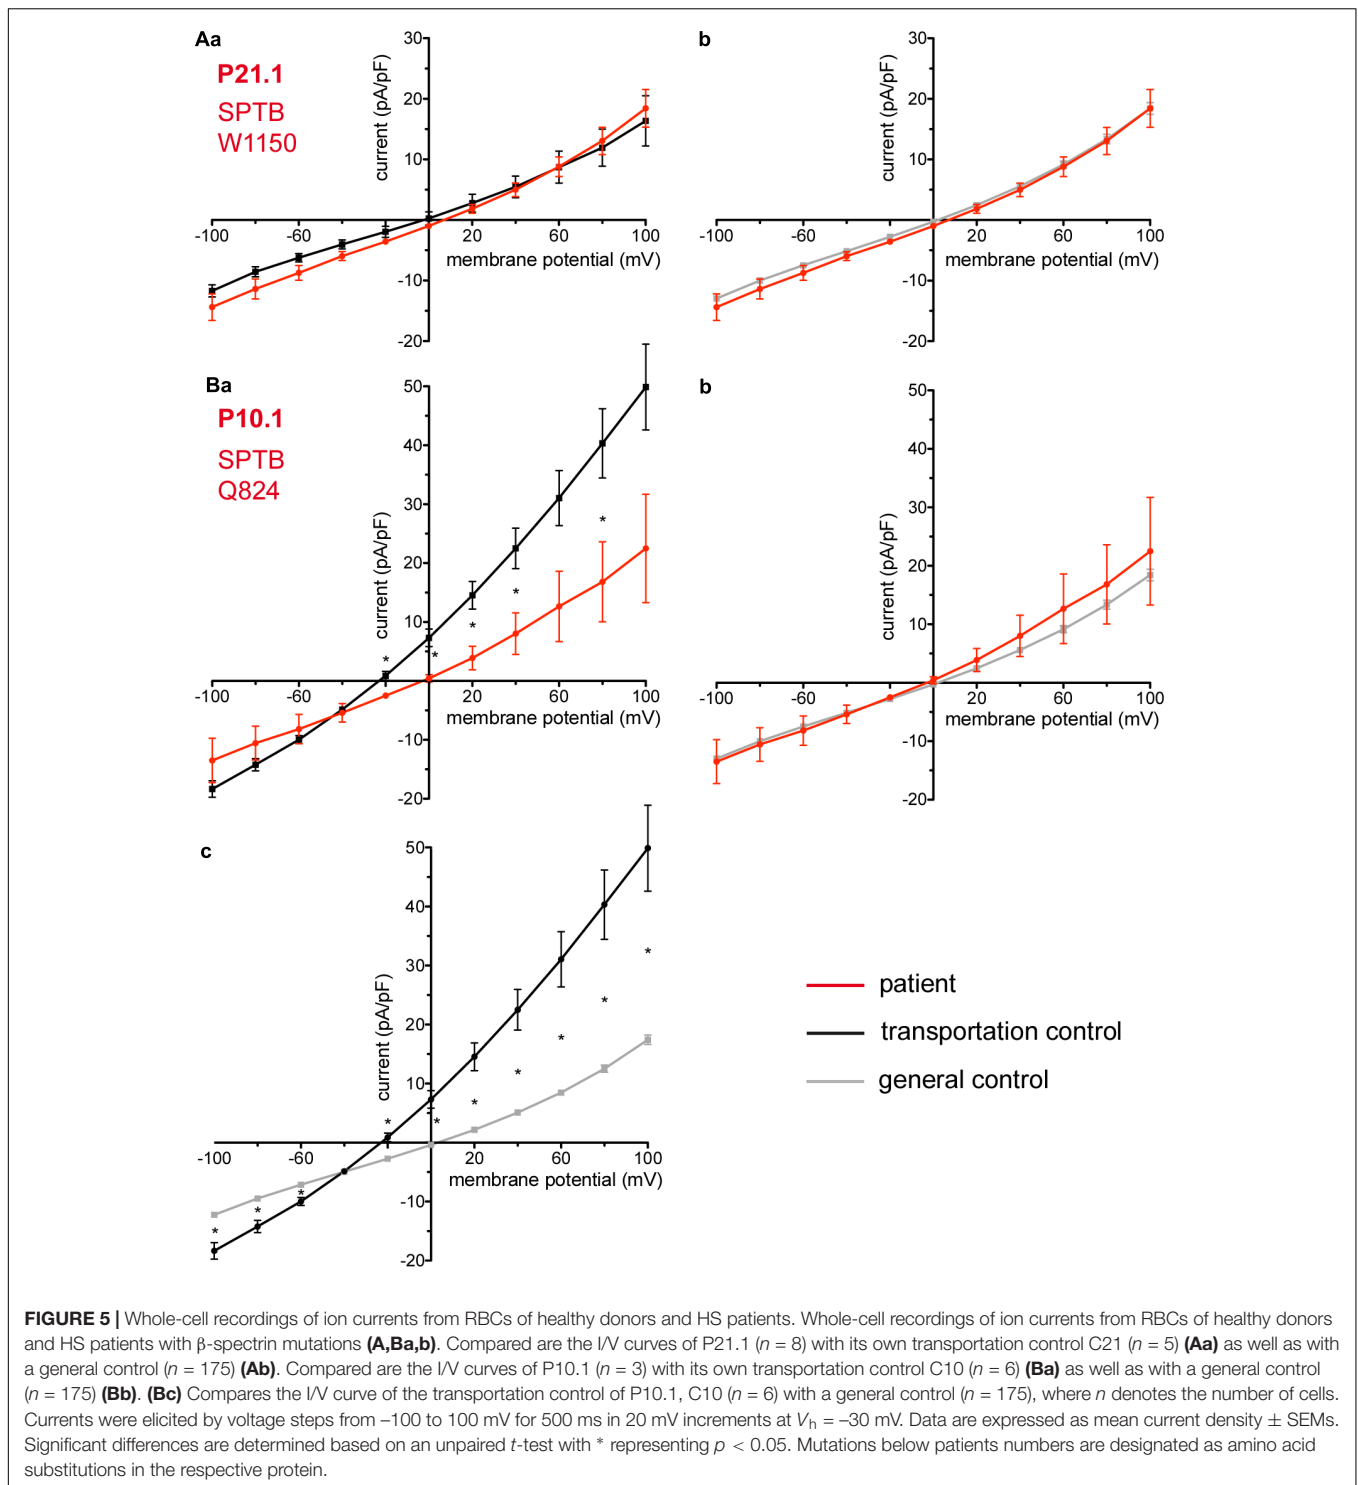 Aa
P21.1
SPTB
W1150
current (pA/pF)
30
20
10
-10
-20
-100
-60
20
60
100
membrane potential (mV)
b
current (pA/pF)
30
20
10
-10
-20
-100
-60
20
60
100
membrane potential (mV)
Ba
P10.1
SPTB
Q824
current (pA/pF)
50
40
30
20
10
-10
-20
-100
-60
20
60
100
membrane potential (mV)
*
*
*
*
*
b
current (pA/pF)
50
40
30
20
10
-10
-20
-100
-60
20
60
100
membrane potential (mV)
c
current (pA/pF)
50
40
30
20
10
-10
-20
-100
-60
20
60
100
membrane potential (mV)
*
*
*
*
*
*
*
*
*
*
patient
transportation control
general control
FIGURE 5 | Whole-cell recordings of ion currents from RBCs of healthy donors and HS patients. Whole-cell recordings of ion currents from RBCs of healthy donors
and HS patients with β-spectrin mutations (A,Ba,b). Compared are the I/V curves of P21.1 (n = 8) with its own transportation control C21 (n = 5) (Aa) as well as with
a general control (n = 175) (Ab). Compared are the I/V curves of P10.1 (n = 3) with its own transportation control C10 (n = 6) (Ba) as well as with a general control
(n = 175) (Bb). (Bc) Compares the I/V curve of the transportation control of P10.1, C10 (n = 6) with a general control (n = 175), where n denotes the number of cells.
Currents were elicited by voltage steps from –100 to 100 mV for 500 ms in 20 mV increments at Vh = –30 mV. Data are expressed as mean current density ± SEMs.
Significant differences are determined based on an unpaired t-test with * representing p < 0.05. Mutations below patients numbers are designated as amino acid
substitutions in the respective protein.